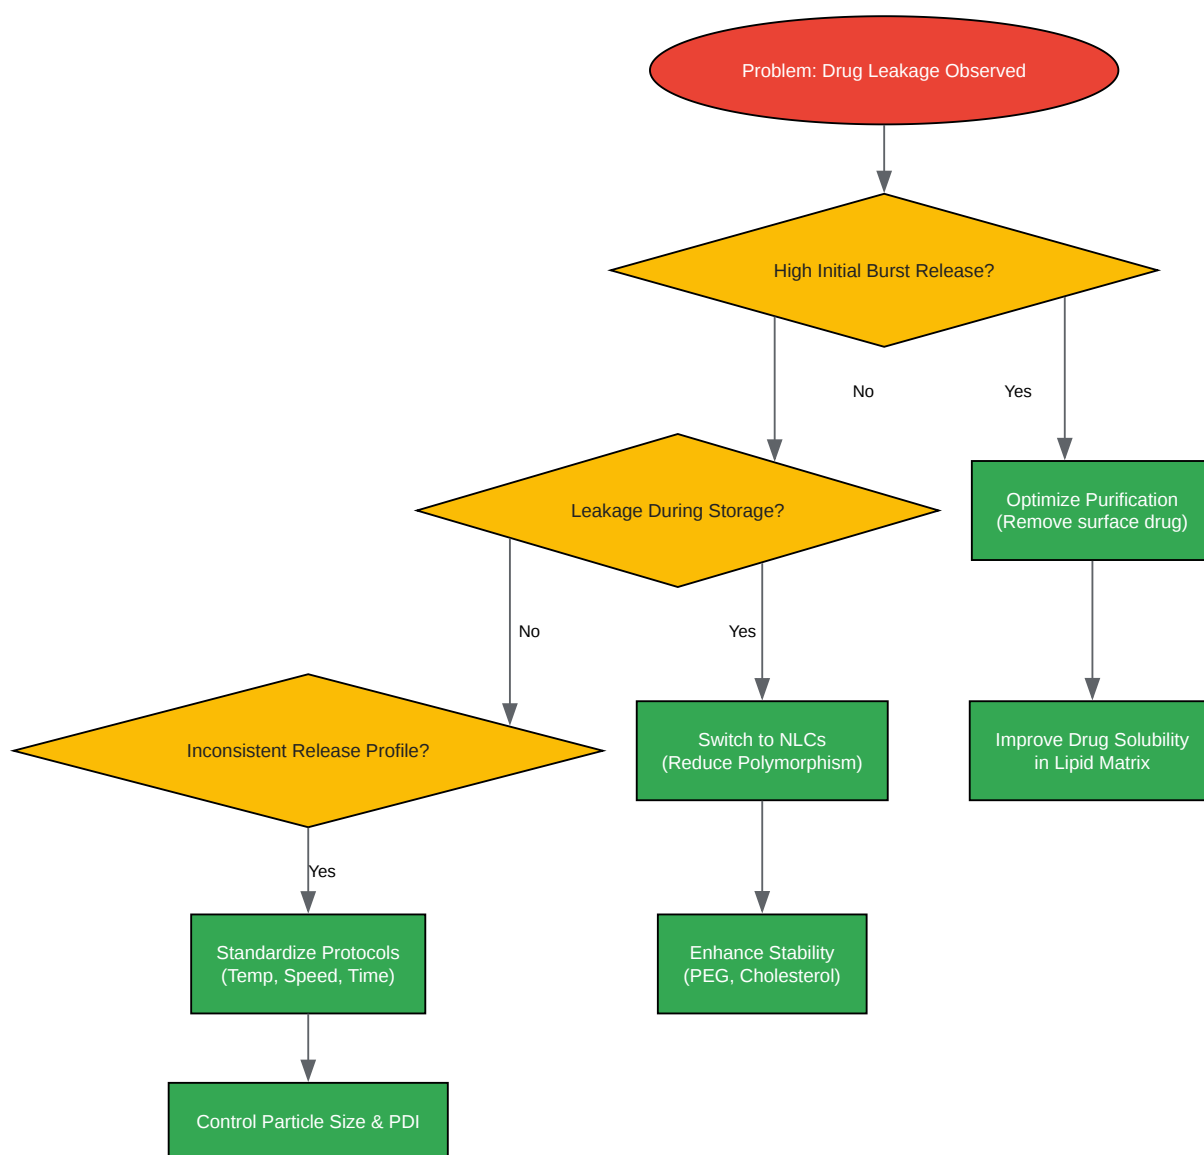 Problem: Drug Leakage Observed
High Initial Burst Release?
No
Yes
Leakage During Storage?
Optimize Purification
(Remove surface drug)
No
Yes
Inconsistent Release Profile?
Switch to NLCs
(Reduce Polymorphism)
Improve Drug Solubility
in Lipid Matrix
Yes
Standardize Protocols
(Temp, Speed, Time)
Enhance Stability
(PEG, Cholesterol)
Control Particle Size & PDI